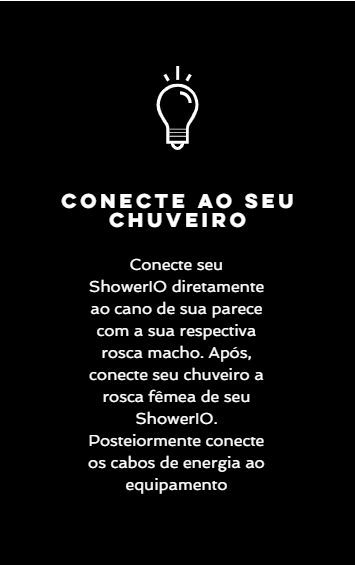 CONECTE AO SEU
CHUVEIRO
Conecte seu
ShowerIO diretamente
ao cano de sua parece
com a sua respectiva
rosca macho. Após,
conecte seu chuveiro a
rosca fêmea de seu
ShowerIO.
Posteiormente conecte
os cabos de energia ao
equipamento